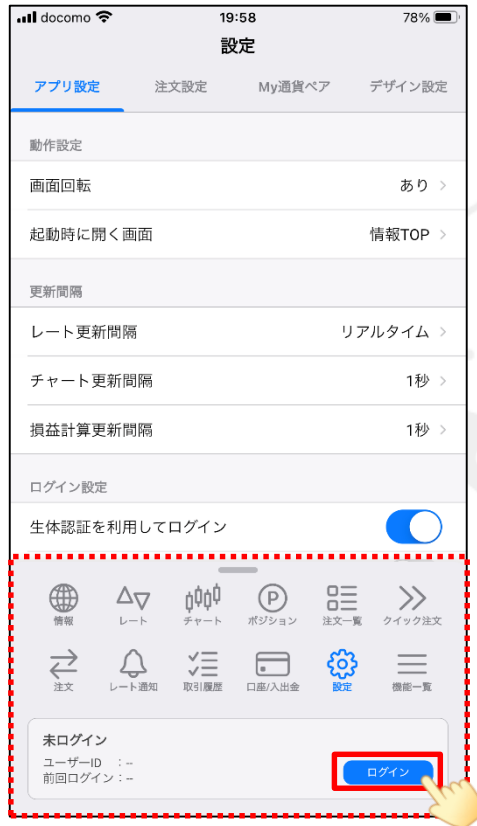 docomo 19:58 78%
設定
アプリ設定 注文設定 My通貨ペア デザイン設定
動作設定
画面回転 あり
起動時に開く画面 情報TOP
更新間隔
レート更新間隔 リアルタイム
チャート更新間隔 1秒
損益計算更新間隔 1秒
ログイン設定
生体認証を利用してログイン
情報 レート チャート ポジション 注文一覧 クイック注文
注文 レート通知 取引履歴 口座/入出金 設定 機能一覧
未ログイン
ユーザーID :--
前回ログイン:--
ログイン